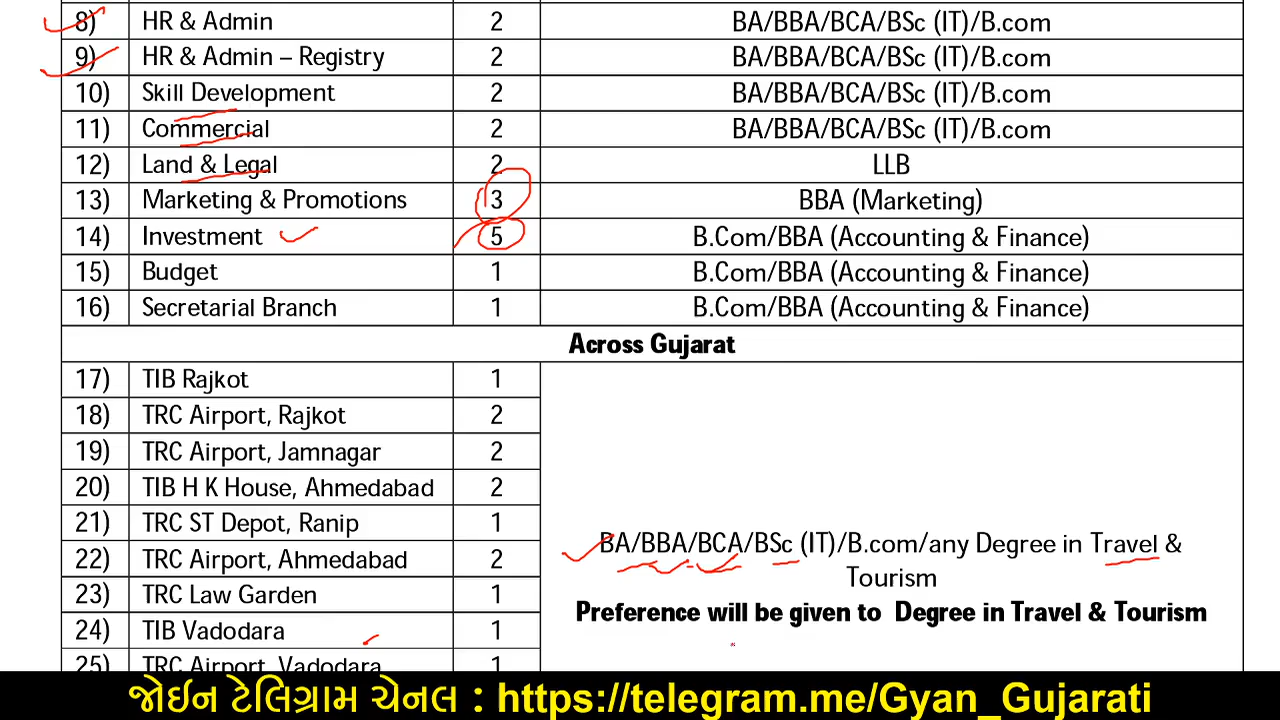 8) HR & Admin 2 BA/BBA/BCA/BSc (IT)/B.com
9) HR & Admin – Registry 2 BA/BBA/BCA/BSc (IT)/B.com
10) Skill Development 2 BA/BBA/BCA/BSc (IT)/B.com
11) Commercial 2 BA/BBA/BCA/BSc (IT)/B.com
12) Land & Legal 2 LLB
13) Marketing & Promotions 3 BBA (Marketing)
14) Investment 5 B.Com/BBA (Accounting & Finance)
15) Budget 1 B.Com/BBA (Accounting & Finance)
16) Secretarial Branch 1 B.Com/BBA (Accounting & Finance)
Across Gujarat
17) TIB Rajkot 1
18) TRC Airport, Rajkot 2
19) TRC Airport, Jamnagar 2
20) TIB H K House, Ahmedabad 2
21) TRC ST Depot, Ranip 1
22) TRC Airport, Ahmedabad 2
23) TRC Law Garden 1
24) TIB Vadodara 1
25) TRC Airport, Vadodara 1
BA/BBA/BCA/BSc (IT)/B.com/any Degree in Travel &
Tourism
Preference will be given to Degree in Travel & Tourism
જોઈન ટેલિગ્રામ ચેનલ : https://telegram.me/Gyan_Gujarati